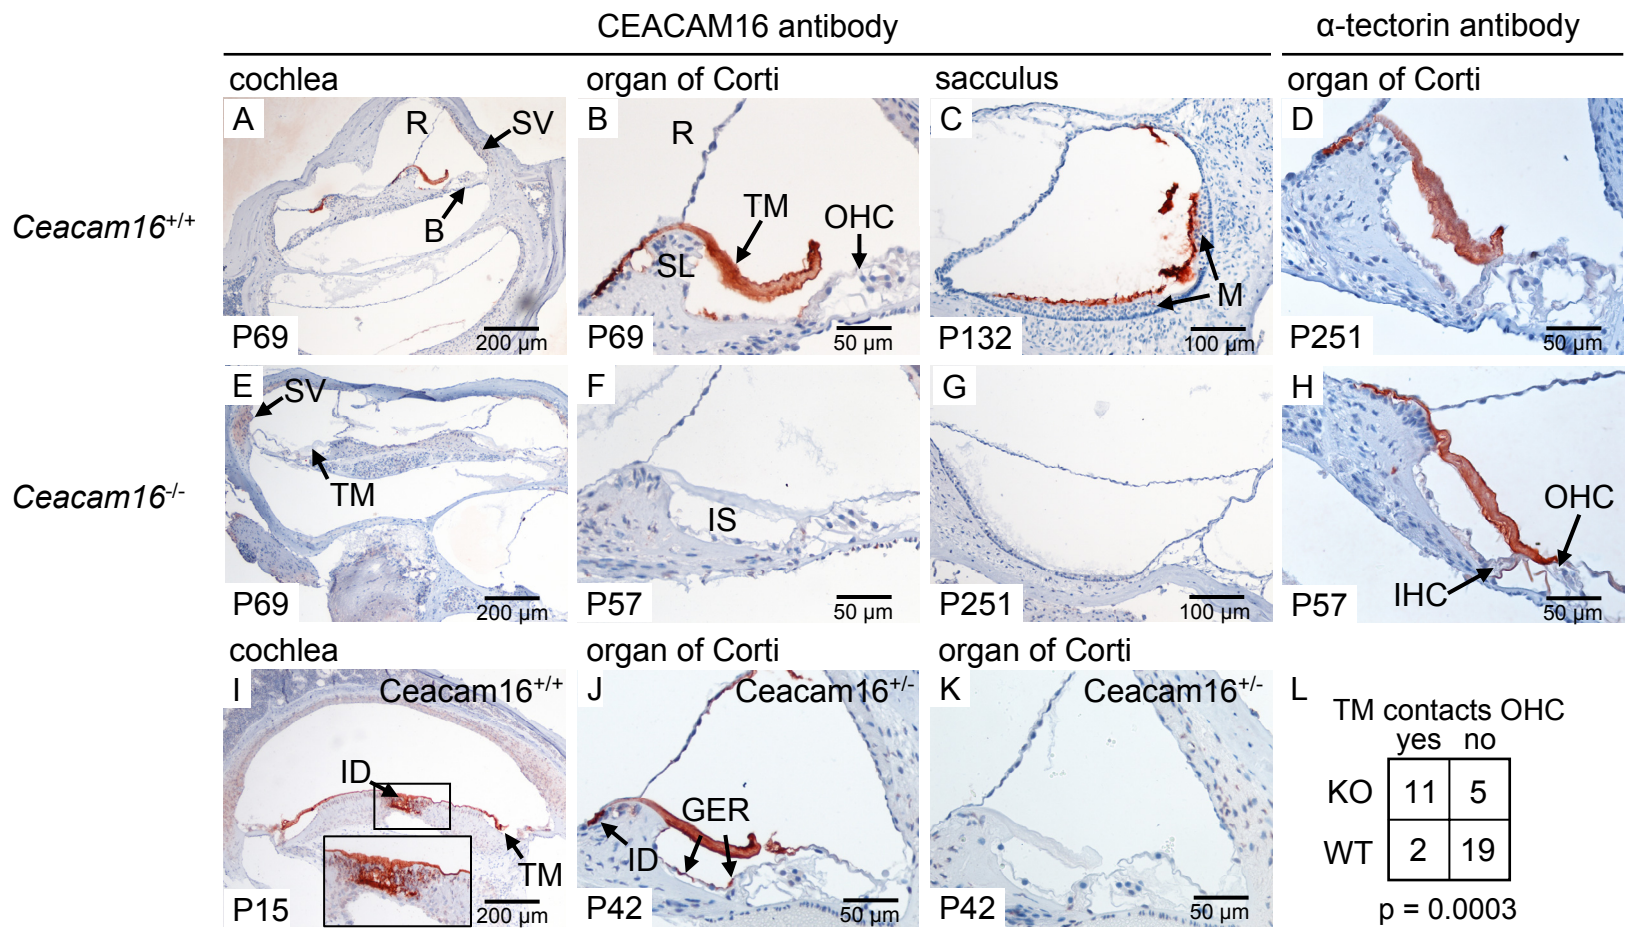 CEACAM16 antibody
α-tectorin antibody
cochlea
organ of Corti
sacculus
organ of Corti
Ceacam16+/+
A
R
SV
B
P69
200 µm
B
R
TM
OHC
SL
P69
50 µm
C
M
P132
100 µm
D
P251
50 µm
Ceacam16-/-
E
SV
TM
P69
200 µm
F
IS
P57
50 µm
G
P251
100 µm
H
OHC
IHC
P57
50 µm
cochlea
organ of Corti
organ of Corti
I
Ceacam16+/+
ID
TM
P15
200 µm
J
Ceacam16+/-
GER
ID
P42
50 µm
K
Ceacam16+/-
P42
50 µm
L
TM contacts OHC
yes no
KO 11 5
WT 2 19
p = 0.0003